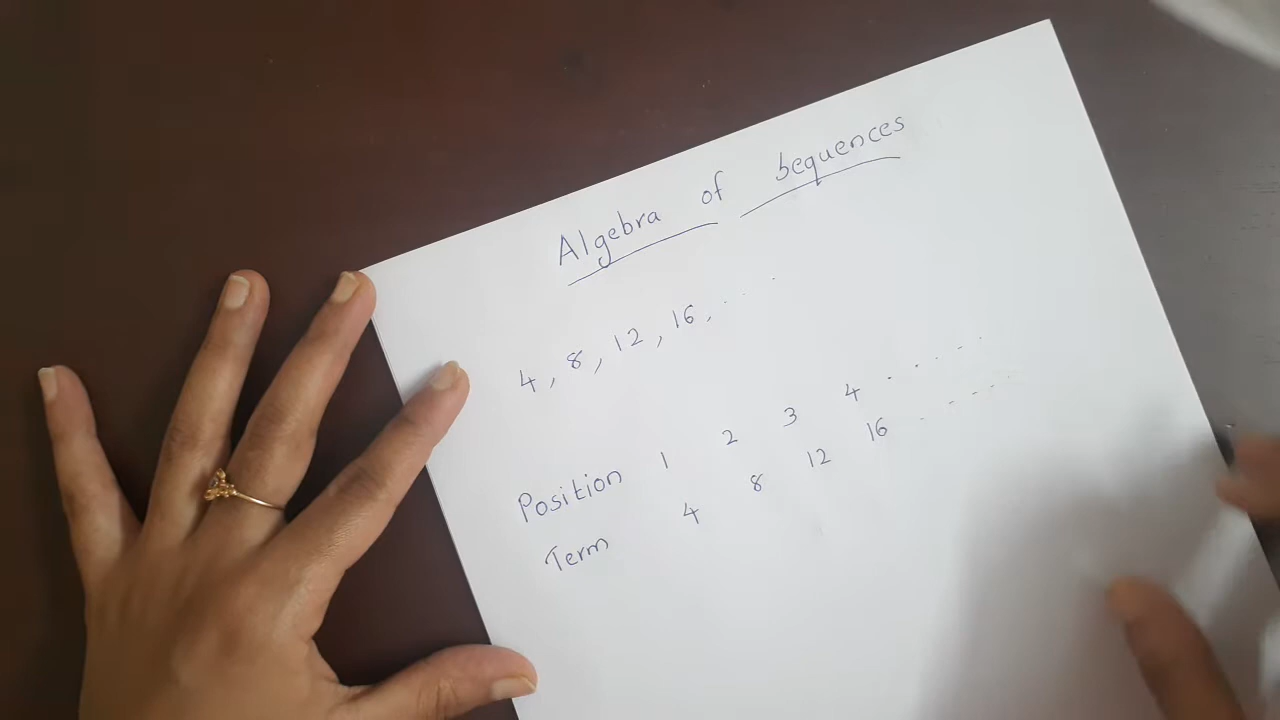 Algebra of Sequences
4, 8, 12, 16, . . .
Position 1 2 3 4 . . . . .
Term 4 8 12 16 . - - - - .